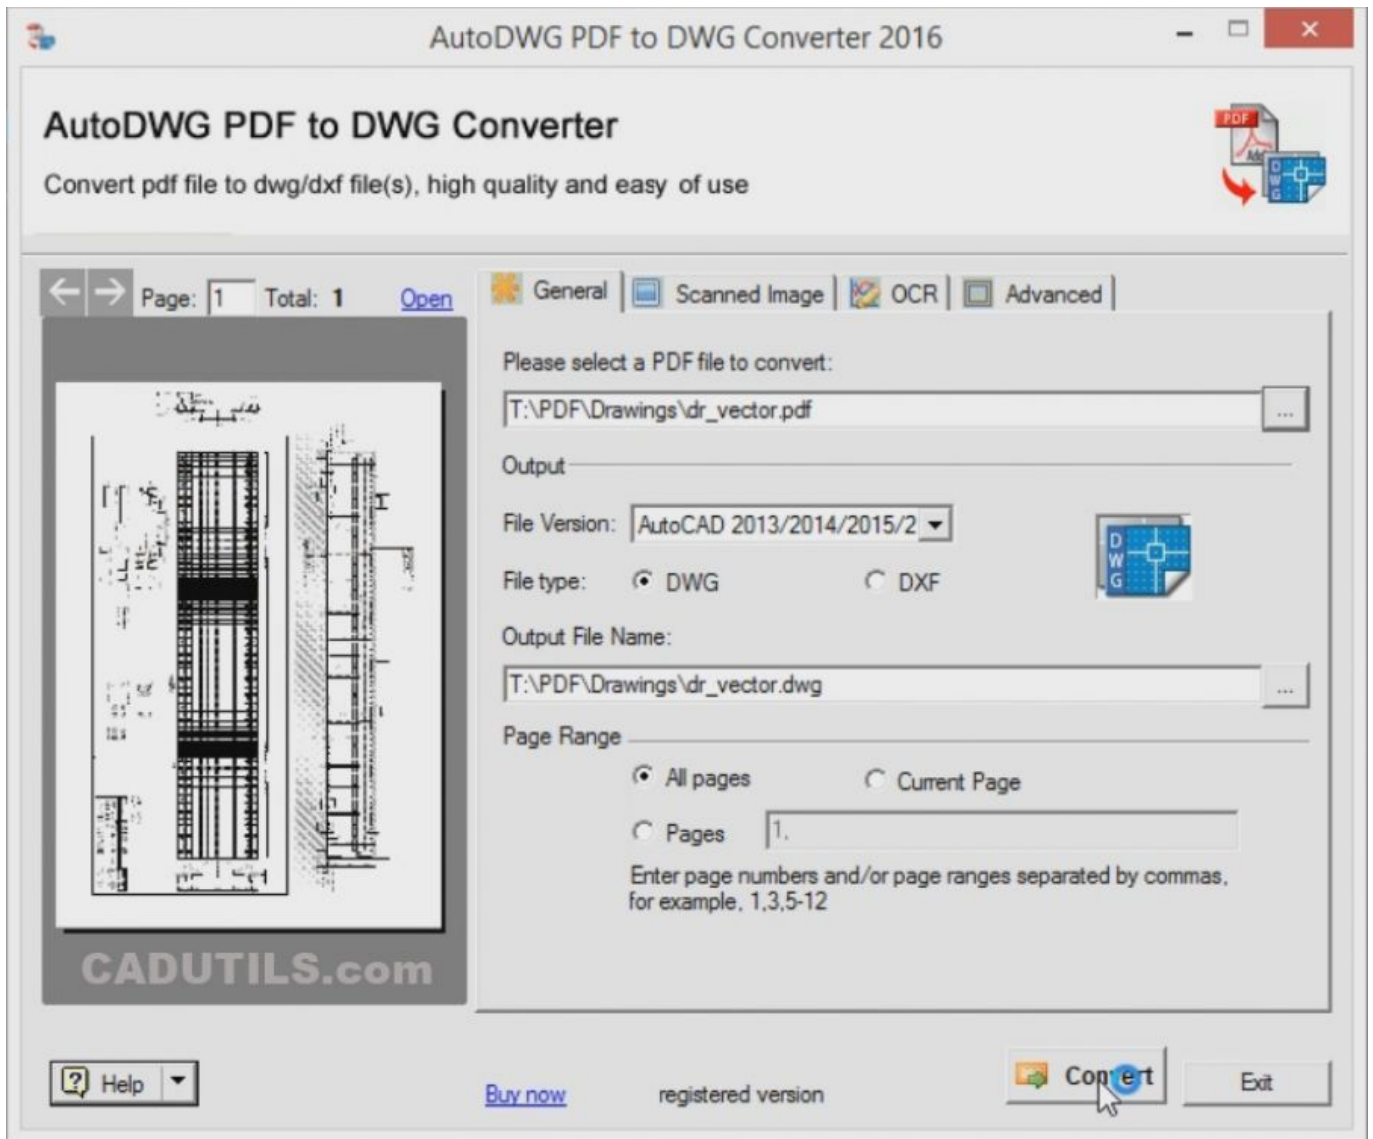 AutoDWG PDF to DWG Converter 2016
AutoDWG PDF to DWG Converter
Convert pdf file to dwg/dxf file(s), high quality and easy of use
PDF
DWG
Page: 1 Total: 1 Open
General Scanned Image OCR Advanced
Please select a PDF file to convert:
T:\PDF\Drawings\dr_vector.pdf ...
Output
File Version: AutoCAD 2013/2014/2015/2
DWG
File type: DWG DXF
Output File Name:
T:\PDF\Drawings\dr_vector.dwg ...
Page Range
All pages Current Page
Pages 1,
Enter page numbers and/or page ranges separated by commas,
for example, 1,3,5-12
CADUTILS.com
Help Buy now registered version Convert Exit